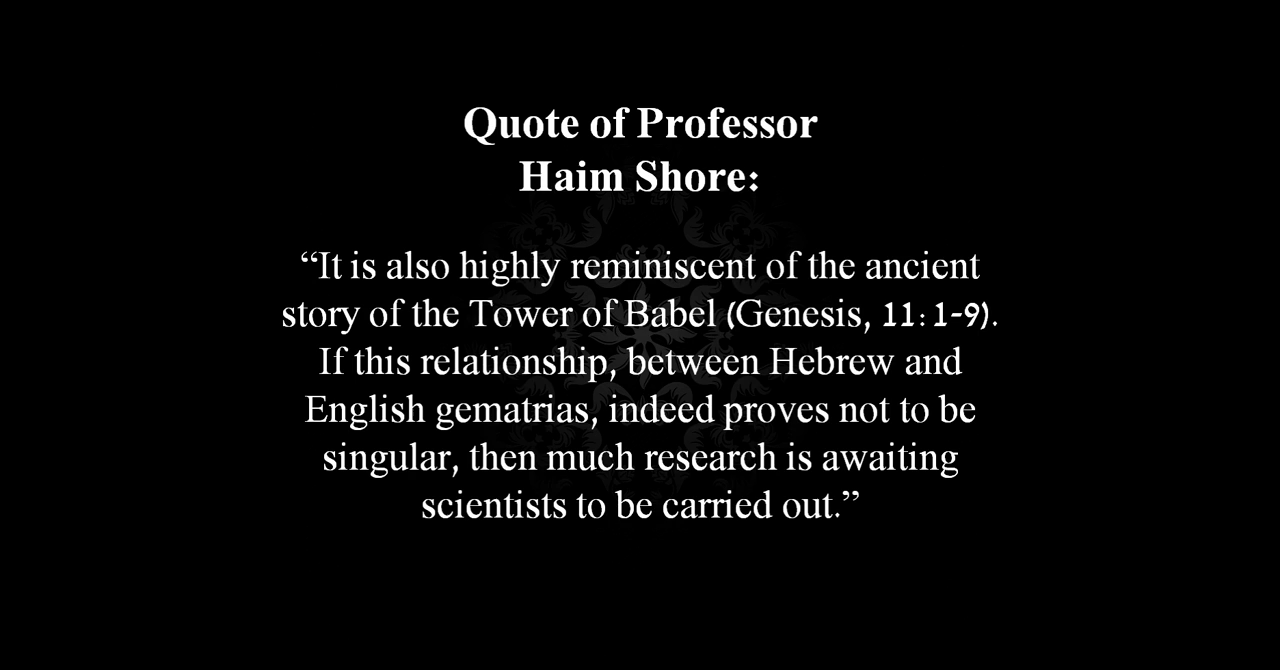 Quote of Professor
Haim Shore:
“It is also highly reminiscent of the ancient
story of the Tower of Babel (Genesis, 11:1-9).
If this relationship, between Hebrew and
English gematrias, indeed proves not to be
singular, then much research is awaiting
scientists to be carried out.”